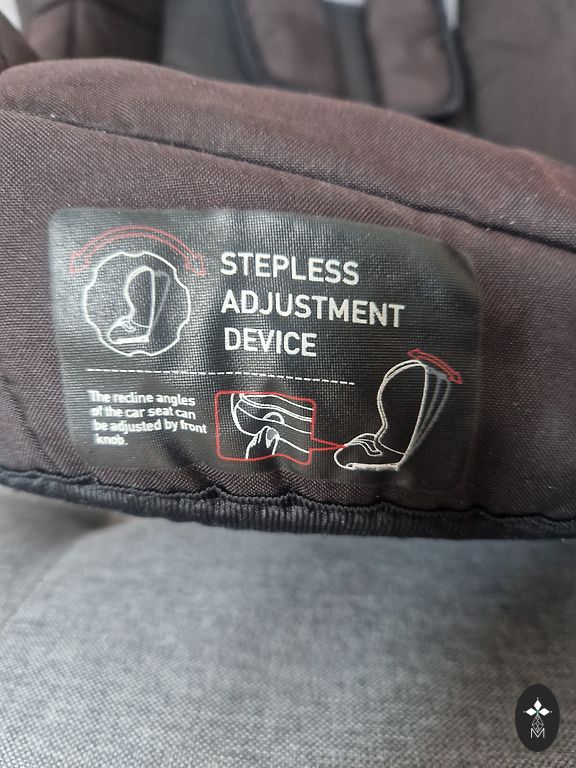 STEPLESS
ADJUSTMENT
DEVICE
The recline angles
of the car seat can
be adjusted by front
knob.
M